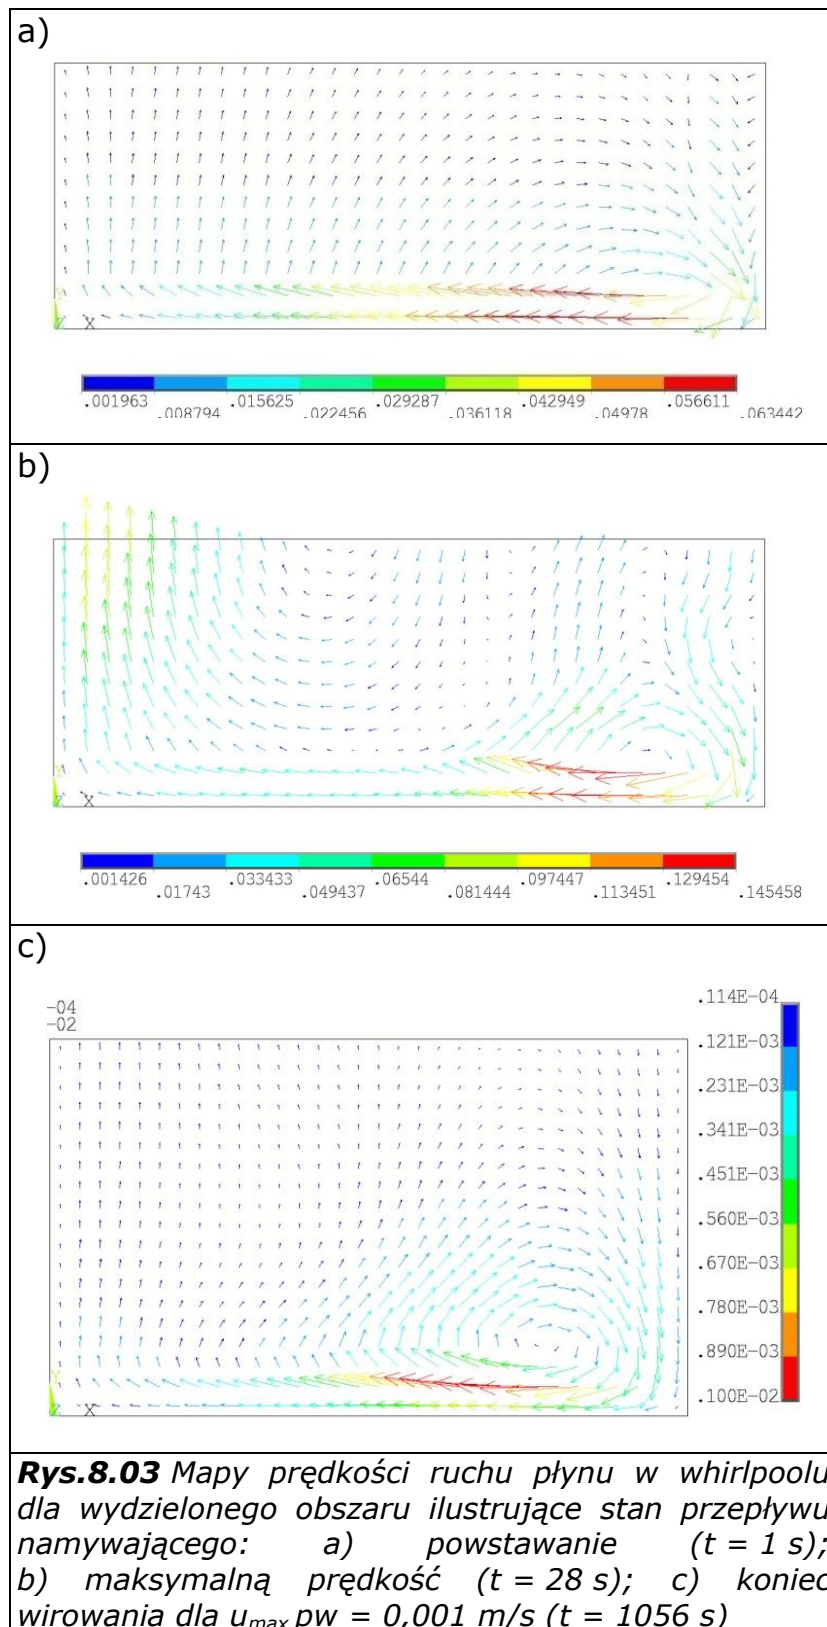 a)
Y
Z X
.001963 .015625 .029287 .042949 .056611
.008794 .022456 .036118 .04978 .063442
b)
Y
Z X
.001426 .033433 .06544 .097447 .129454
.01743 .049437 .081444 .113451 .145458
c)
-04
-02
.114E-04
.121E-03
.231E-03
.341E-03
.451E-03
.560E-03
.670E-03
.780E-03
.890E-03
.100E-02
Y
Z X
Rys.8.03 Mapy prędkości ruchu płynu w whirlpoolu
dla wydzielonego obszaru ilustrujące stan przepływu
namywającego: a) powstawanie (t = 1 s);
b) maksymalną prędkość (t = 28 s); c) koniec
wirowania dla umax pw = 0,001 m/s (t = 1056 s)